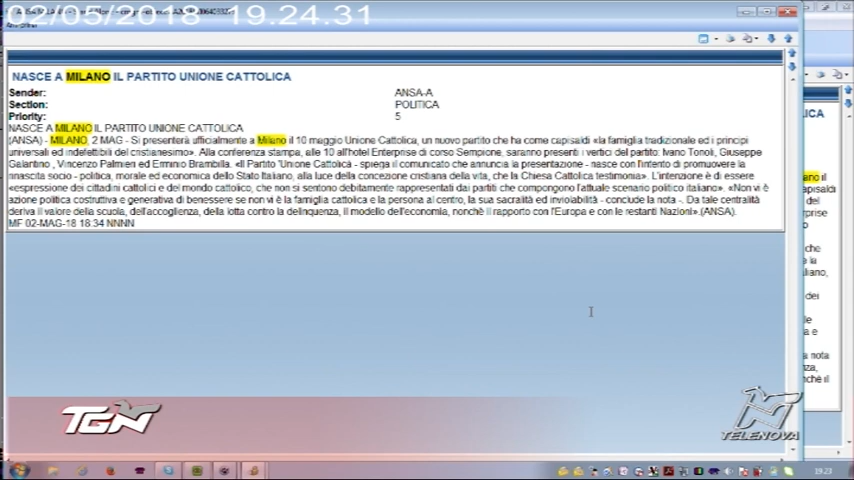 02/05/2018 19.24.31
NASCE A MILANO IL PARTITO UNIONE CATTOLICA
Sender: ANSA-A
Section: POLITICA
Priority: 5
NASCE A MILANO IL PARTITO UNIONE CATTOLICA
(ANSA) - MILANO, 2 MAG - Si presenterà ufficialmente a Milano il 10 maggio Unione Cattolica, un nuovo partito che ha come capisaldi «la famiglia tradizionale ed i principi
universali ed indefettibili del cristianesimo». Alla conferenza stampa, alle 10 all'hotel Enterprise di corso Sempione, saranno presenti i vertici del partito: Ivano Tonoli, Giuseppe
Galantino , Vincenzo Palmieri ed Erminio Brambilla. «Il Partito 'Unione Cattolica - spiega il comunicato che annuncia la presentazione - nasce con l'intento di promuovere la
rinascita socio - politica, morale ed economica dello Stato Italiano, alla luce della concezione cristiana della vita, che la Chiesa Cattolica testimonia». L'intenzione è di essere
«espressione dei cittadini cattolici e del mondo cattolico, che non si sentono debitamente rappresentati dai partiti che compongono l'attuale scenario politico italiano». «Non vi è
azione politica costruttiva e generativa di benessere se non vi è la famiglia cattolica e la persona al centro, la sua sacralità ed inviolabilità - conclude la nota -. Da tale centralità
deriva il valore della scuola, dell'accoglienza, della lotta contro la delinquenza, il modello dell'economia, nonchè il rapporto con l'Europa e con le restanti Nazioni».(ANSA).
MF 02-MAG-18 18:34 NNNN
TGN
TELENOVA
19:23